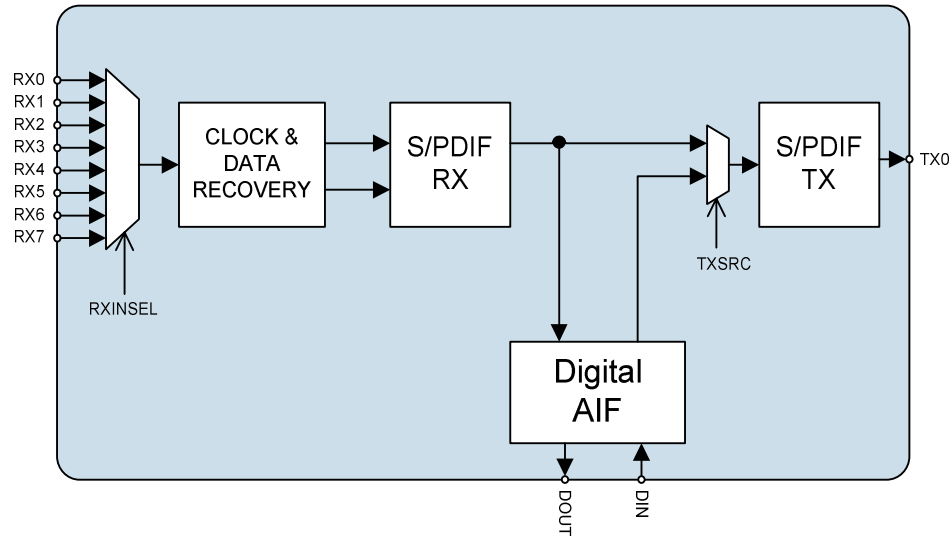 RX0
RX1
RX2
RX3
RX4
RX5
RX6
RX7
RXINSEL
CLOCK &
DATA
RECOVERY
S/PDIF
RX
TXSRC
S/PDIF
TX
TX0
Digital
AIF
DOUT
DIN